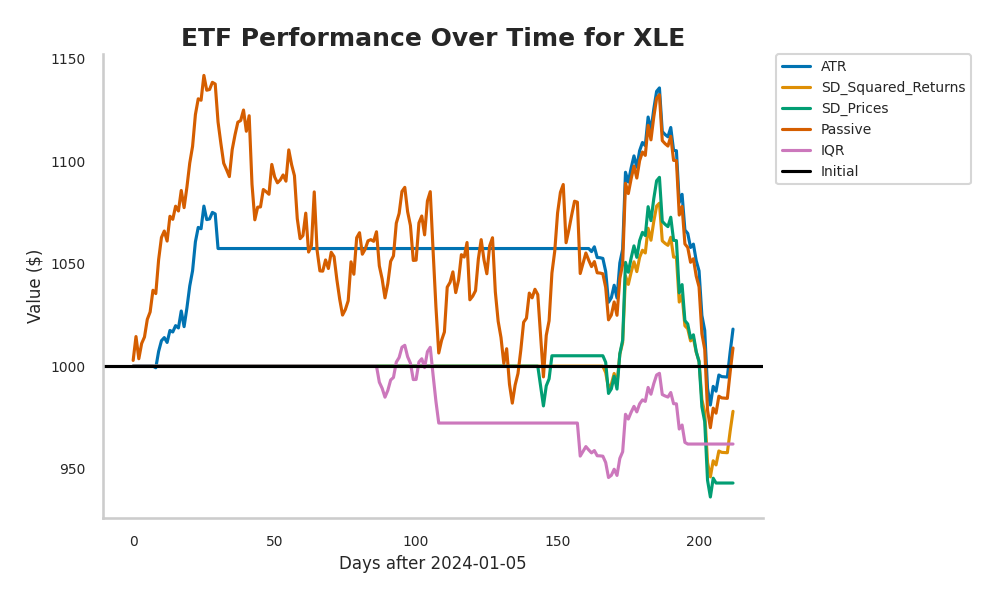 ETF Performance Over Time for XLE
1150
1100
1050
1000
950
Value ($)
0 50 100 150 200
Days after 2024-01-05
ATR
SD_Squared_Returns
SD_Prices
Passive
IQR
Initial